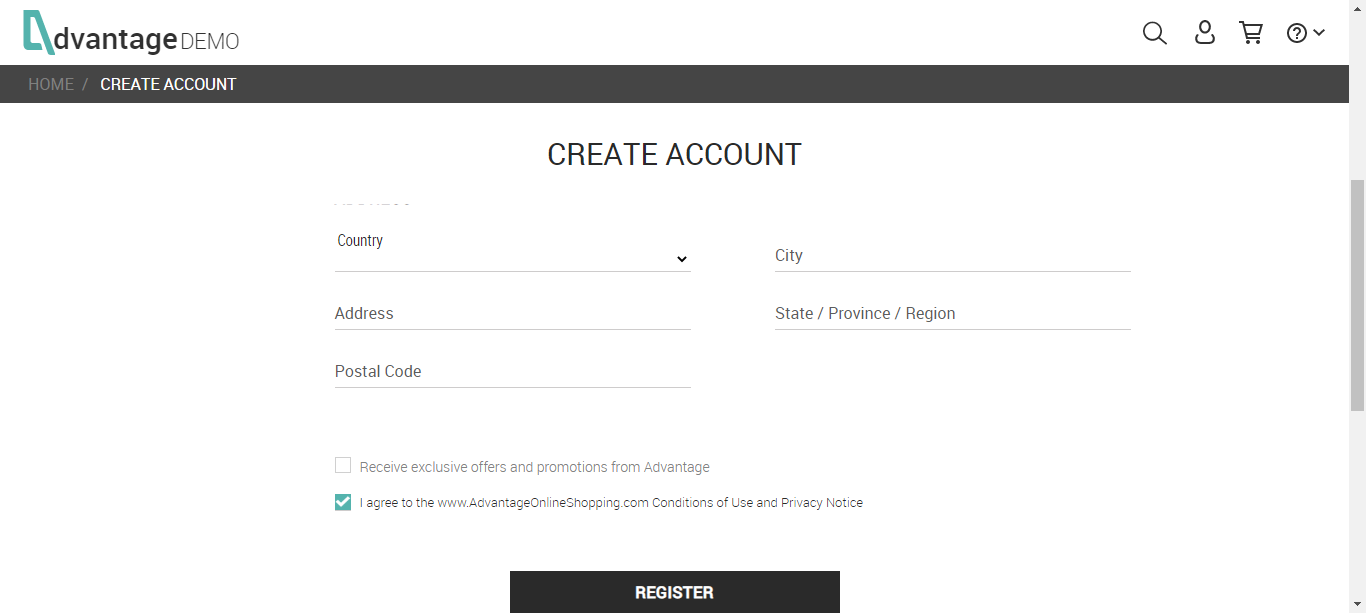 dvantage DEMO
HOME / CREATE ACCOUNT
CREATE ACCOUNT
Country
City
Address
State / Province / Region
Postal Code
Receive exclusive offers and promotions from Advantage
I agree to the www.AdvantageOnlineShopping.com Conditions of Use and Privacy Notice
REGISTER